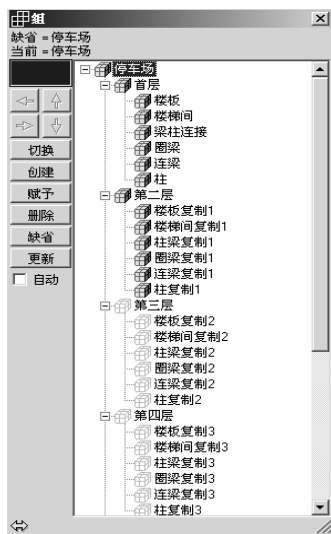 组
缺省 =停车场
当前 =停车场
切换
创建
赋予
删除
缺省
更新
自动
停车场
首层
楼板
楼梯间
梁柱连接
圈梁
连梁
柱
第二层
楼板复制1
楼梯间复制1
柱梁复制1
圈梁复制1
连梁复制1
柱复制1
第三层
楼板复制2
楼梯间复制2
柱梁复制2
圈梁复制2
连梁复制2
柱复制2
第四层
楼板复制3
楼梯间复制3
柱梁复制3
圈梁复制3
连梁复制3
柱复制3